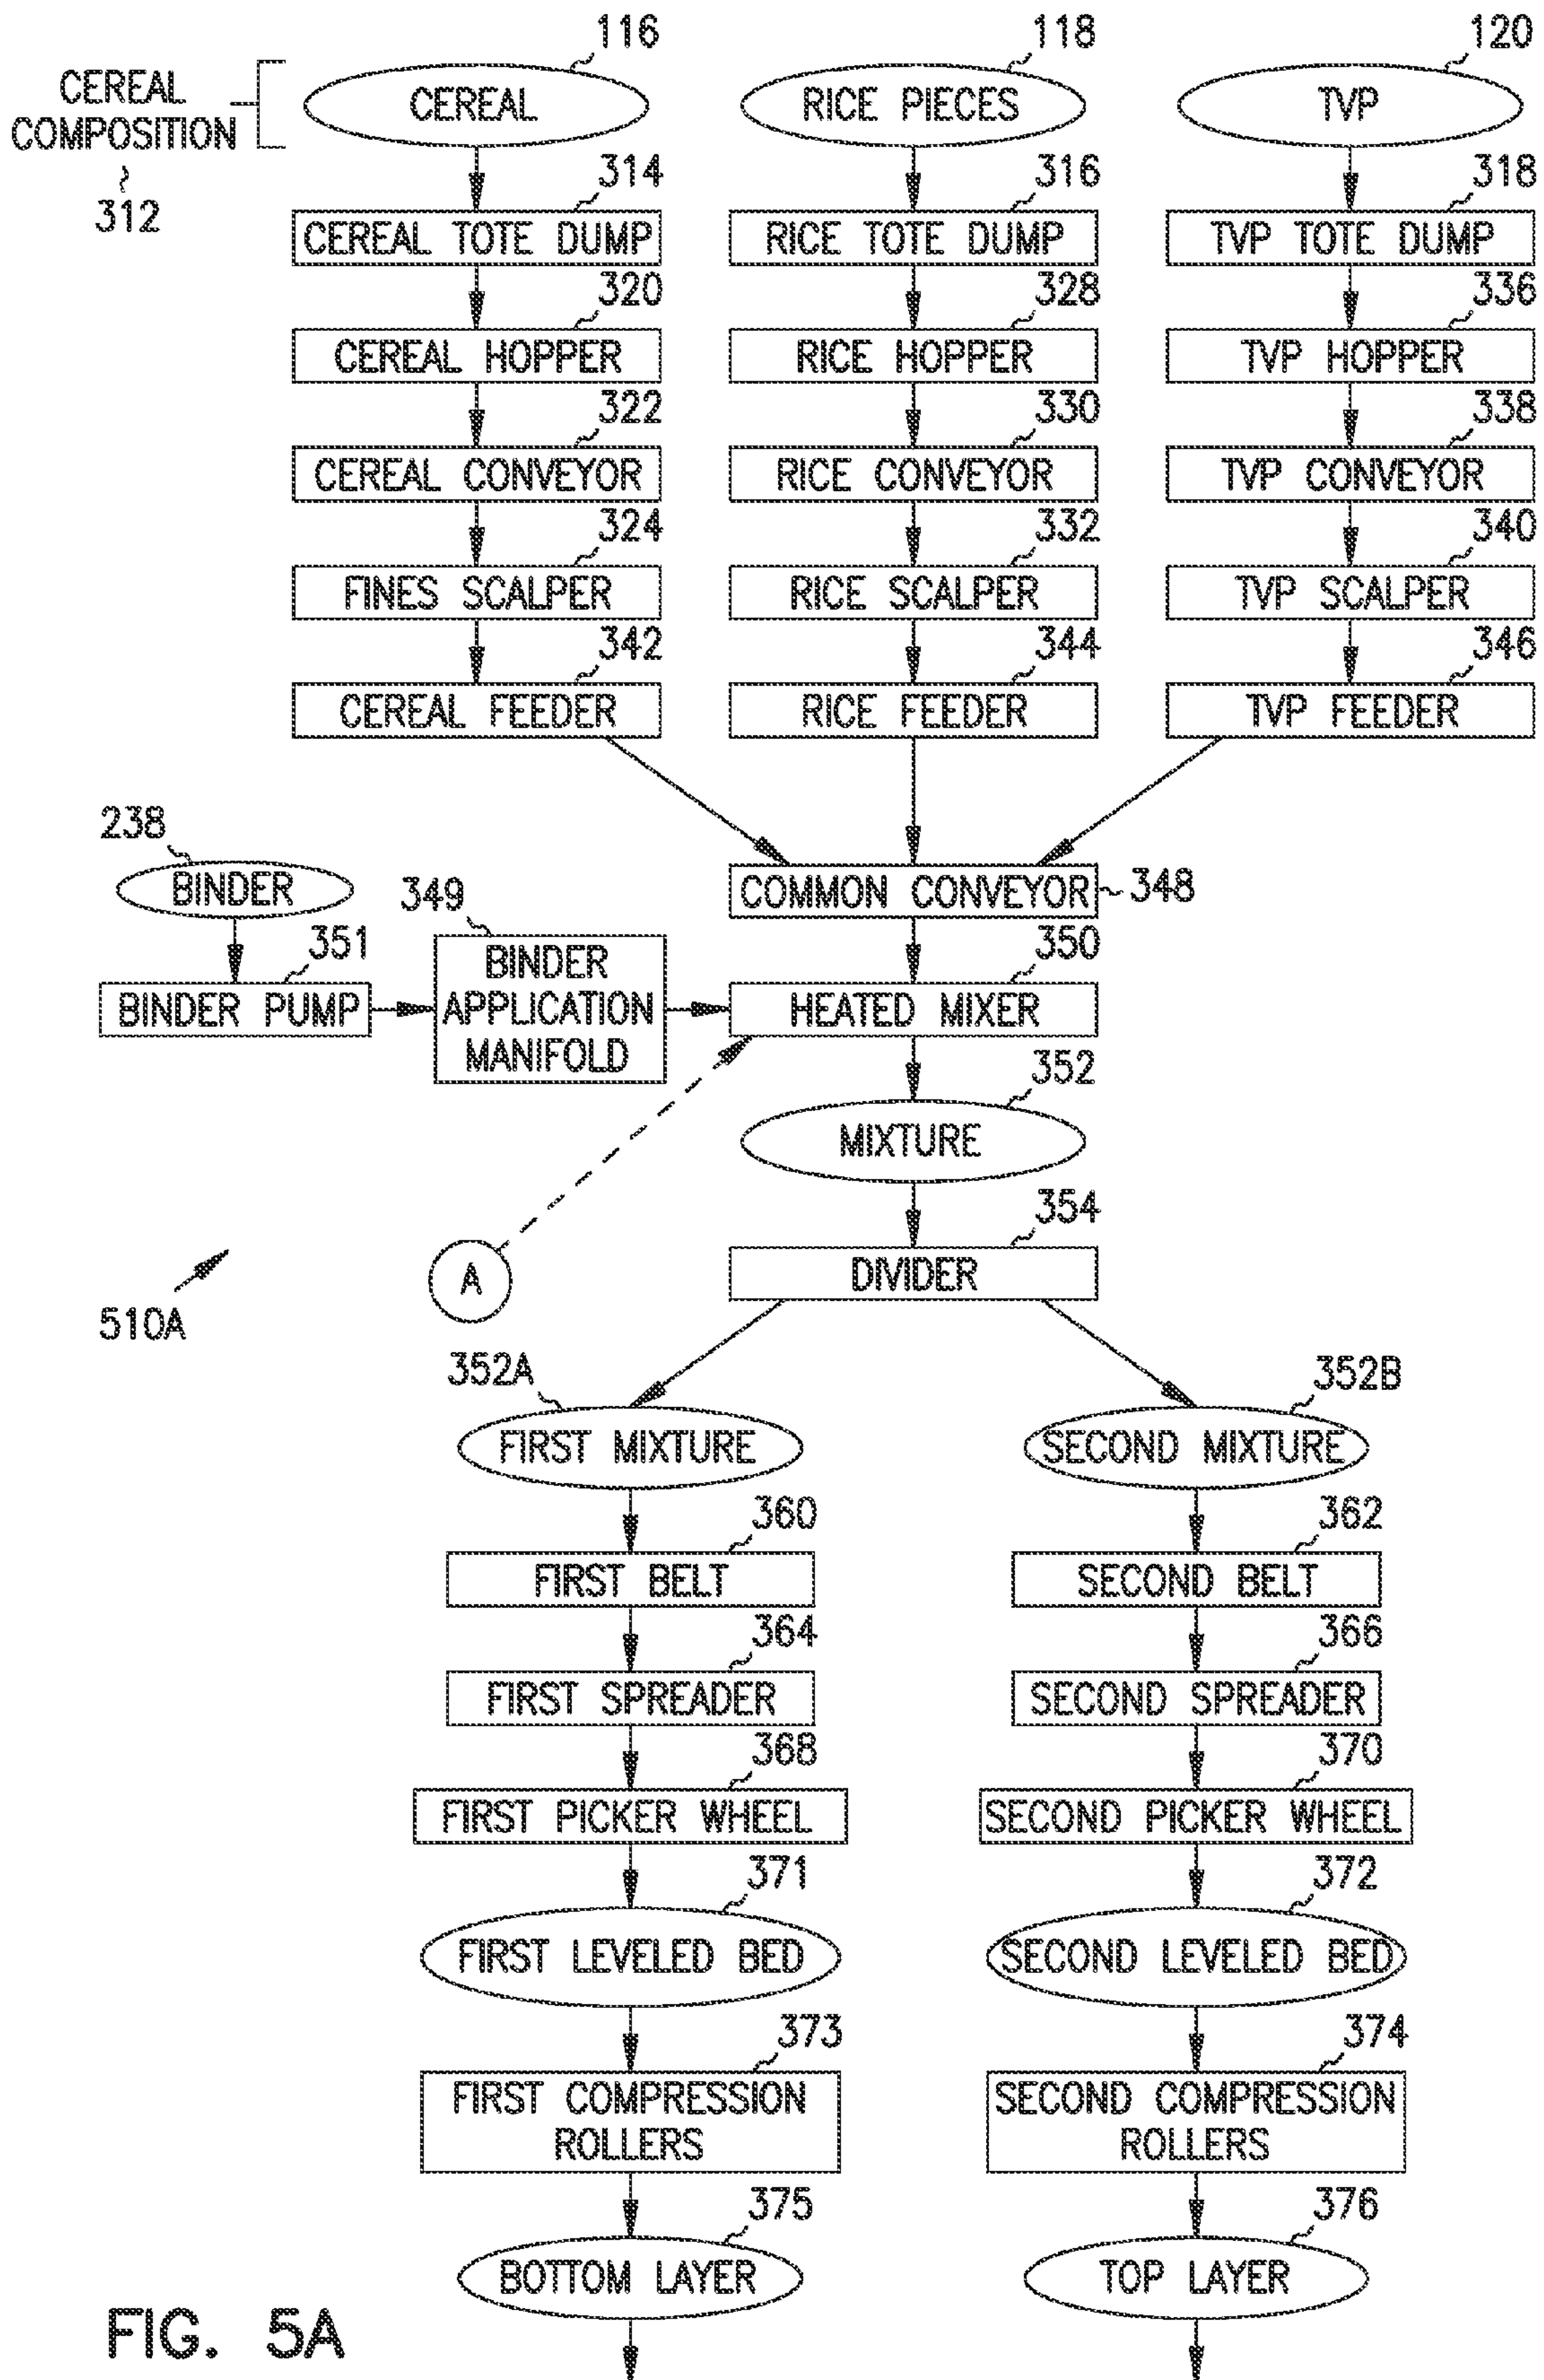 116
118
120
CEREAL
COMPOSITION
312
CEREAL
RICE PIECES
TVP
314
316
318
CEREAL TOTE DUMP
RICE TOTE DUMP
TVP TOTE DUMP
320
328
336
CEREAL HOPPER
RICE HOPPER
TVP HOPPER
322
330
338
CEREAL CONVEYOR
RICE CONVEYOR
TVP CONVEYOR
324
332
340
FINES SCALPER
RICE SCALPER
TVP SCALPER
342
344
346
CEREAL FEEDER
RICE FEEDER
TVP FEEDER
238
BINDER
349
COMMON CONVEYOR
348
351
BINDER PUMP
BINDER
APPLICATION
MANIFOLD
350
HEATED MIXER
352
MIXTURE
354
A
DIVIDER
510A
352A
352B
FIRST MIXTURE
SECOND MIXTURE
360
362
FIRST BELT
SECOND BELT
364
366
FIRST SPREADER
SECOND SPREADER
368
370
FIRST PICKER WHEEL
SECOND PICKER WHEEL
371
372
FIRST LEVELED BED
SECOND LEVELED BED
373
374
FIRST COMPRESSION
ROLLERS
SECOND COMPRESSION
ROLLERS
375
376
BOTTOM LAYER
TOP LAYER
FIG. 5A